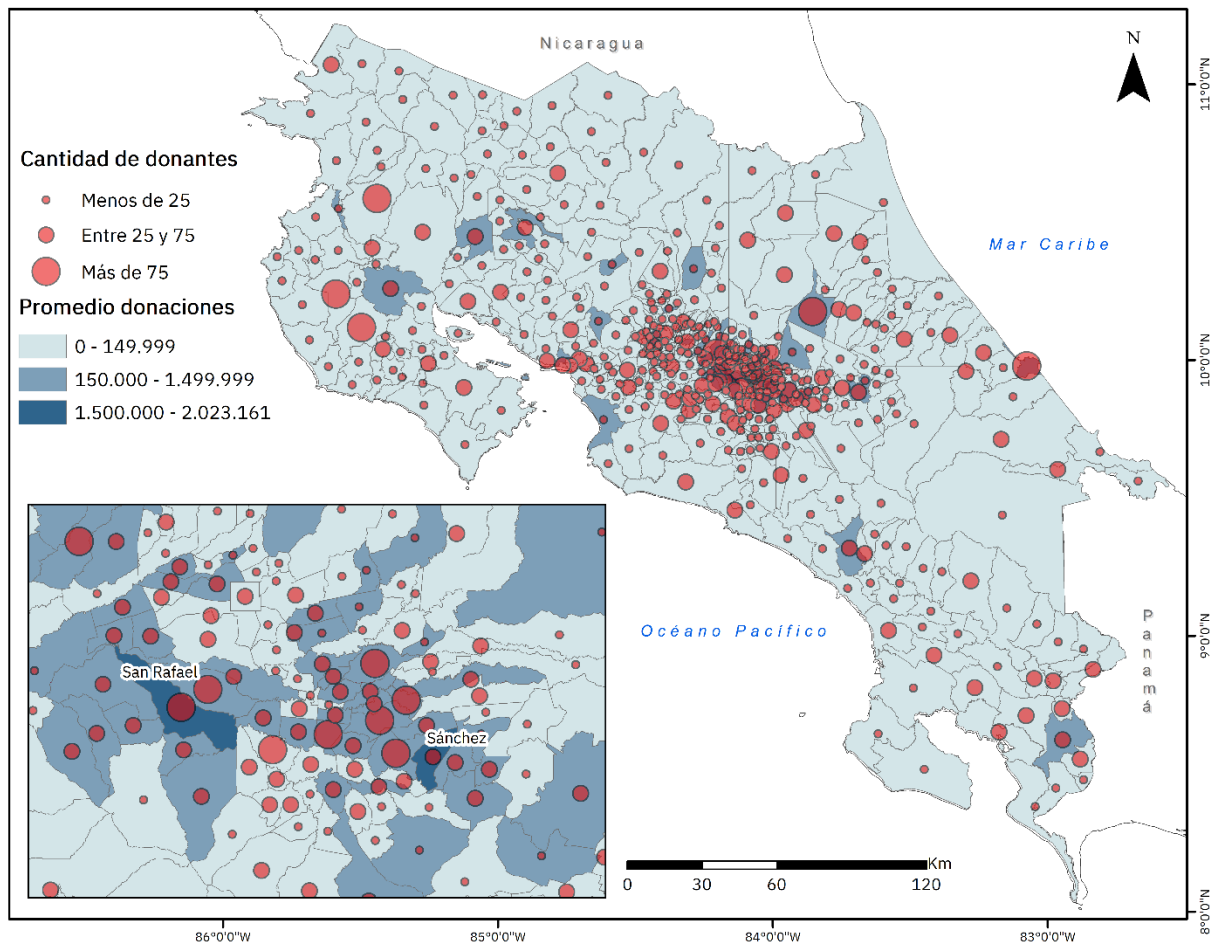 Nicaragua
N
11°0'0"N
Cantidad de donantes
Menos de 25
Entre 25 y 75
Más de 75
Mar Caribe
Promedio donaciones
0 - 149.999
150.000 - 1.499.999
1.500.000 - 2.023.161
10°0'0"N
Océano Pacífico
Panamá
9°0'0"N
San Rafael
Sánchez
Km
0 30 60 120
8°0'0"N
86°0'0"W 85°0'0"W 84°0'0"W 83°0'0"W